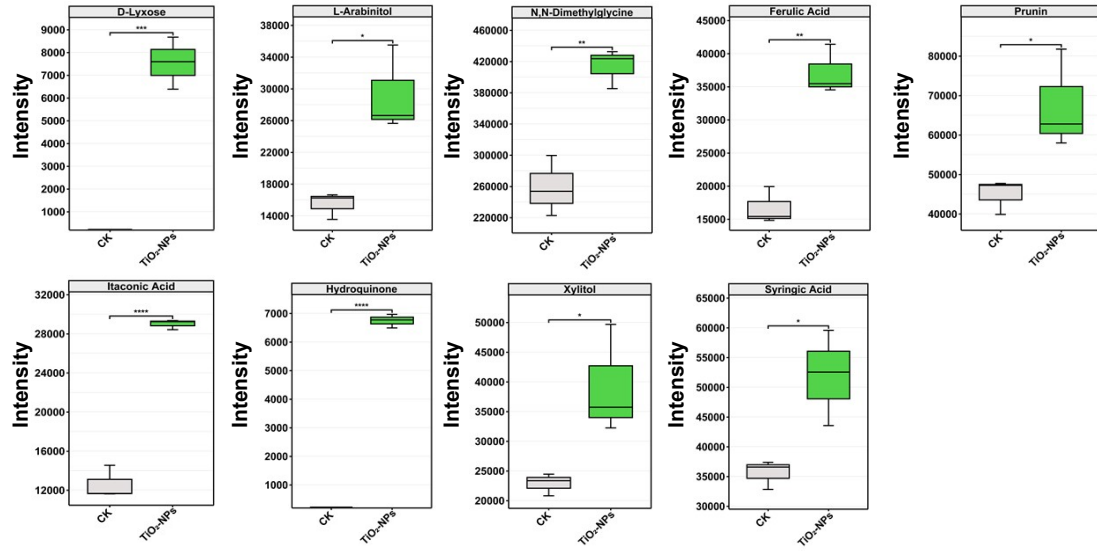 D-Lyxose
Intensity
9000
8000
7000
6000
5000
4000
3000
2000
1000
***
CK
TiO₂-NPs
L-Arabinitol
Intensity
38000
34000
30000
26000
22000
18000
14000
*
CK
TiO₂-NPs
N,N-Dimethylglycine
Intensity
460000
420000
380000
340000
300000
260000
220000
**
CK
TiO₂-NPs
Ferulic Acid
Intensity
45000
40000
35000
30000
25000
20000
15000
**
CK
TiO₂-NPs
Prunin
Intensity
80000
70000
60000
50000
40000
*
CK
TiO₂-NPs
Itaconic Acid
Intensity
32000
28000
24000
20000
16000
12000
****
CK
TiO₂-NPs
Hydroquinone
Intensity
7000
6000
5000
4000
3000
2000
1000
****
CK
TiO₂-NPs
Xylitol
Intensity
50000
45000
40000
35000
30000
25000
20000
*
CK
TiO₂-NPs
Syringic Acid
Intensity
65000
60000
55000
50000
45000
40000
35000
30000
*
CK
TiO₂-NPs